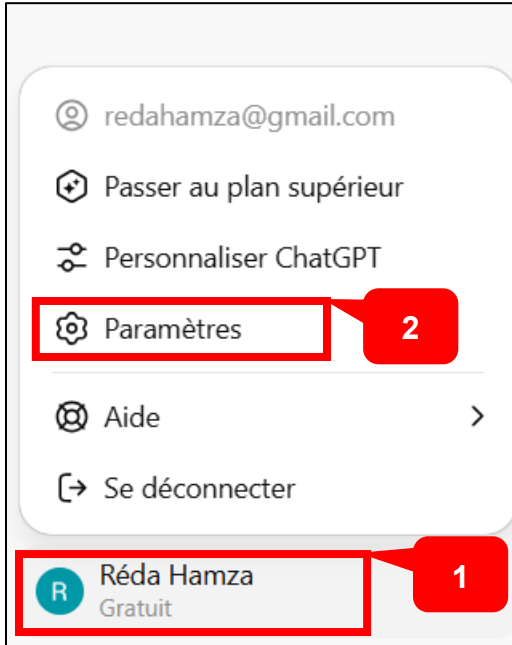 redahamza@gmail.com
Passer au plan supérieur
Personnaliser ChatGPT
Paramètres
2
Aide
Se déconnecter
R
Réda Hamza
Gratuit
1